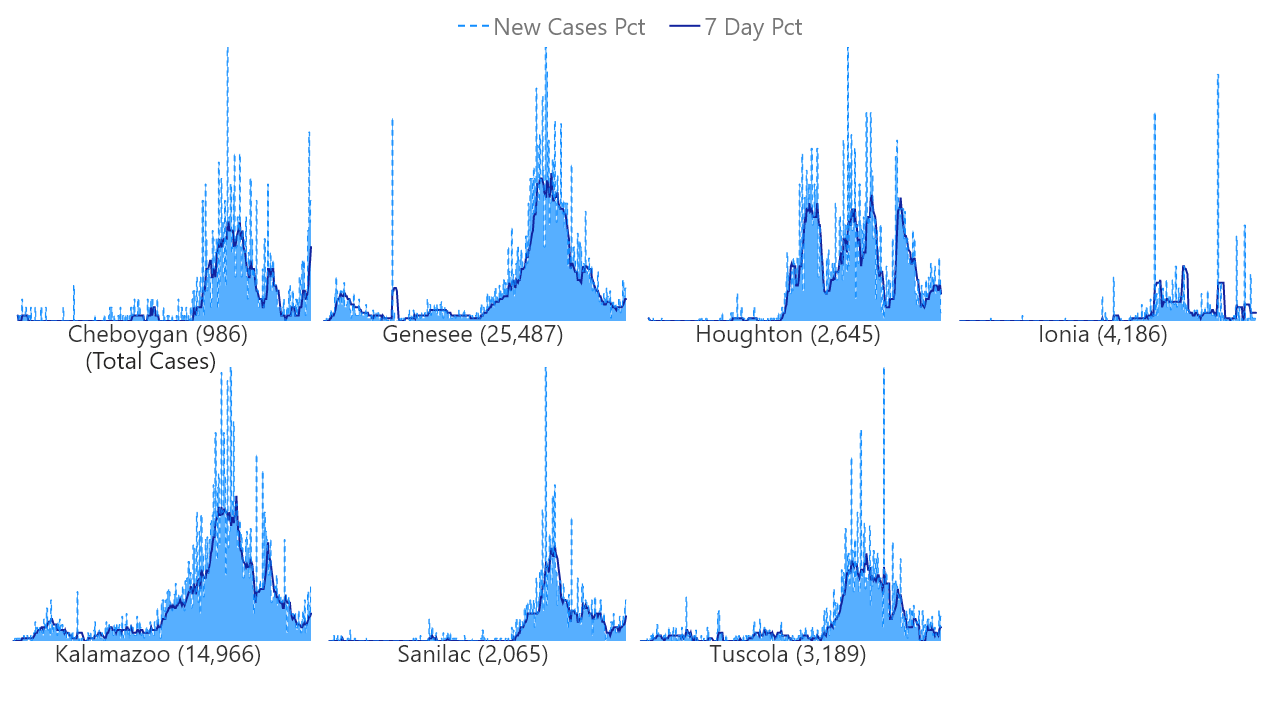 New Cases Pct 7 Day Pct
Cheboygan (986) Genesee (25,487) Houghton (2,645) Ionia (4,186)
(Total Cases)
Kalamazoo (14,966) Sanilac (2,065) Tuscola (3,189)